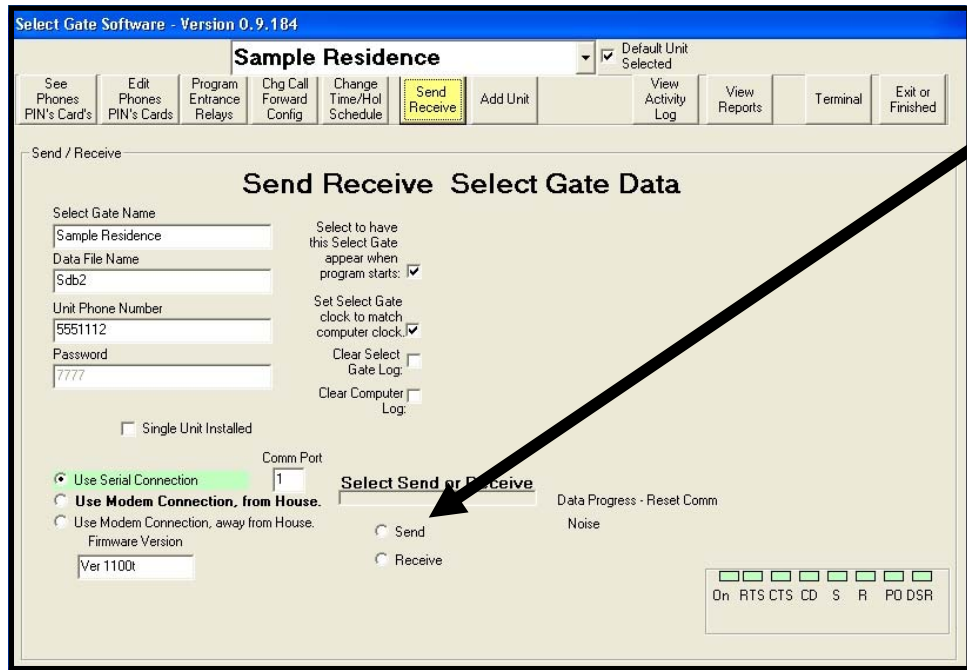 Select Gate Software - Version 0.9.184
Sample Residence
Default Unit
Selected
See
Phones
PIN's Card's
Edit
Phones
PIN's Cards
Program
Entrance
Relays
Chg Call
Forward
Config
Change
Time/Hol
Schedule
Send
Receive
Add Unit
View
Activity
Log
View
Reports
Terminal
Exit or
Finished
Send / Receive
Send Receive Select Gate Data
Select Gate Name
Sample Residence
Data File Name
Sdb2
Unit Phone Number
5551112
Password
7777
Select to have
this Select Gate
appear when
program starts:
Set Select Gate
clock to match
computer clock.
Clear Select
Gate Log:
Clear Computer
Log:
Single Unit Installed
Comm Port
1
Use Serial Connection
Use Modem Connection, from House.
Use Modem Connection, away from House.
Firmware Version
Ver 1100t
Select Send or Receive
Send
Receive
Data Progress - Reset Comm
Noise
On RTS CTS CD S R PO DSR